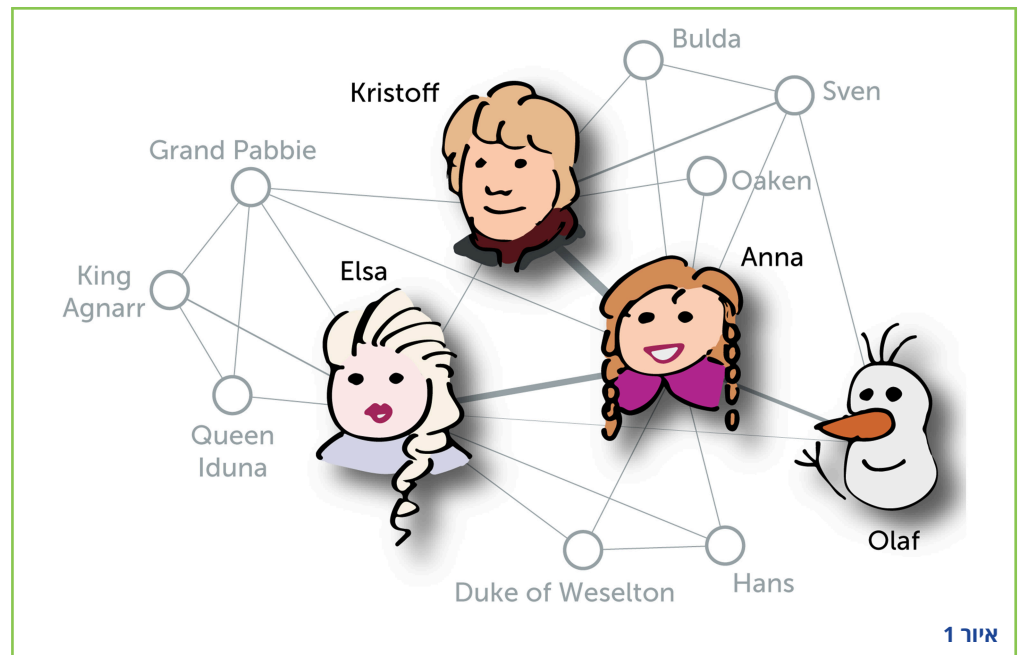 Bulda
Kristoff
Sven
Grand Pabbie
Oaken
Anna
Elsa
King
Agnarr
Queen
Iduna
Olaf
Duke of Weselton
Hans
איור 1